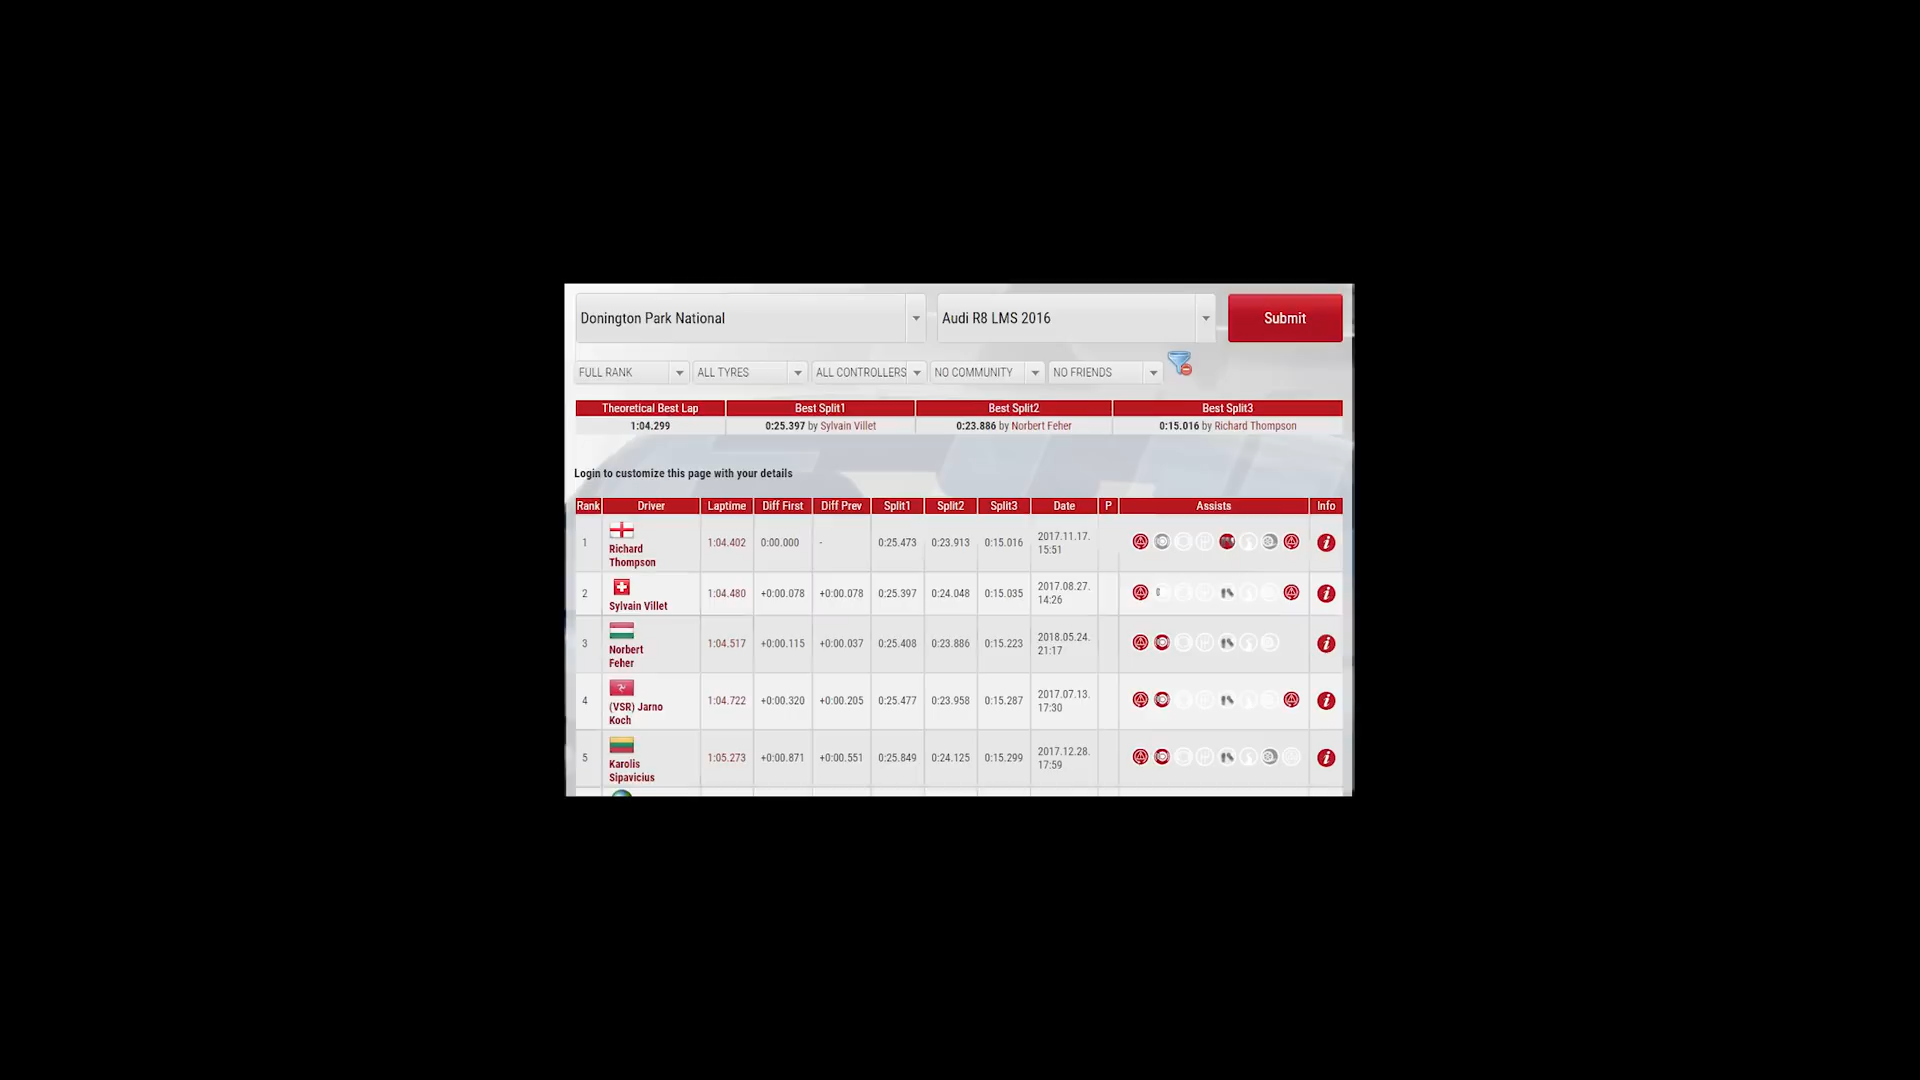 Donington Park National
Audi R8 LMS 2016
Submit
FULL RANK
ALL TYRES
ALL CONTROLLERS
NO COMMUNITY
NO FRIENDS
Theoretical Best Lap Best Split1 Best Split2 Best Split3
1:04.299 0:25.397 by Sylvain Villet 0:23.886 by Norbert Feher 0:15.016 by Richard Thompson
Login to customize this page with your details
Rank Driver Laptime Diff First Diff Prev Split1 Split2 Split3 Date P Assists Info
1 Richard Thompson 1:04.402 0:00.000 - 0:25.473 0:23.913 0:15.016 2017.11.17. 15:51
2 Sylvain Villet 1:04.480 +0:00.078 +0:00.078 0:25.397 0:24.048 0:15.035 2017.08.27. 14:26
3 Norbert Feher 1:04.517 +0:00.115 +0:00.037 0:25.408 0:23.886 0:15.223 2018.05.24. 21:17
4 (VSR) Jarno Koch 1:04.722 +0:00.320 +0:00.205 0:25.477 0:23.958 0:15.287 2017.07.13. 17:30
5 Karolis Sipavicius 1:05.273 +0:00.871 +0:00.551 0:25.849 0:24.125 0:15.299 2017.12.28. 17:59